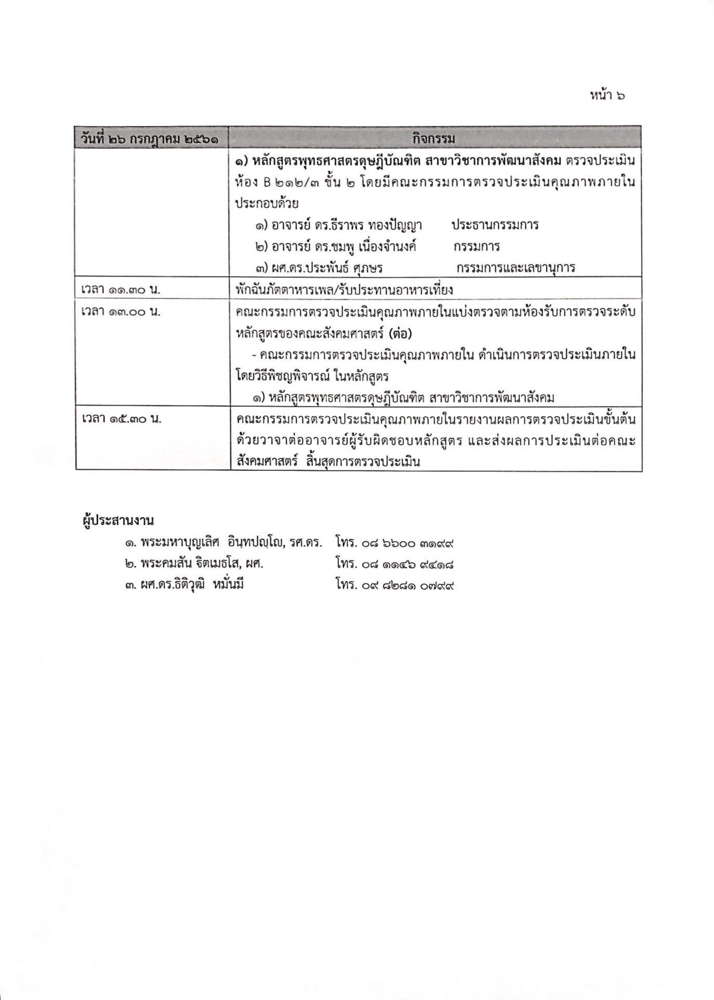 หน้า ๖
วันที่ ๒๖ กรกฎาคม ๒๕๖๑ กิจกรรม
๑) หลักสูตรพุทธศาสตรดุษฎีบัณฑิต สาขาวิชาการพัฒนาสังคม ตรวจประเมิน
ห้อง B ๒๑๒/๓ ชั้น ๒ โดยมีคณะกรรมการตรวจประเมินคุณภาพภายใน
ประกอบด้วย
๑) อาจารย์ ดร.ธีราพร ทองปัญญา ประธานกรรมการ
๒) อาจารย์ ดร.ชมพู เนื่องจำนงค์ กรรมการ
๓) ผศ.ดร.ประพันธ์ ศุภษร กรรมการและเลขานุการ
เวลา ๑๑.๓๐ น. พักฉันภัตตาหารเพล/รับประทานอาหารเที่ยง
เวลา ๑๓.๐๐ น. คณะกรรมการตรวจประเมินคุณภาพภายในแบ่งตรวจตามห้องรับการตรวจระดับ
หลักสูตรของคณะสังคมศาสตร์ (ต่อ)
- คณะกรรมการตรวจประเมินคุณภาพภายใน ดำเนินการตรวจประเมินภายใน
โดยวิธีพิชญพิจารณ์ ในหลักสูตร
๑) หลักสูตรพุทธศาสตรดุษฎีบัณฑิต สาขาวิชาการพัฒนาสังคม
เวลา ๑๕.๓๐ น. คณะกรรมการตรวจประเมินคุณภาพภายในรายงานผลการตรวจประเมินขั้นต้น
ด้วยวาจาต่ออาจารย์ผู้รับผิดชอบหลักสูตร และส่งผลการประเมินต่อคณะ
สังคมศาสตร์ สิ้นสุดการตรวจประเมิน
ผู้ประสานงาน
๑. พระมหาบุญเลิศ อินฺทปญฺโญ, รศ.ดร. โทร. ๐๘ ๖๖๐๐ ๓๑๙๙
๒. พระคมสัน ฐิตเมธโส, ผศ. โทร. ๐๘ ๑๑๔๖ ๙๔๑๘
๓. ผศ.ดร.ธิติวุฒิ หมั่นมี โทร. ๐๙ ๘๒๘๑ ๐๗๙๙